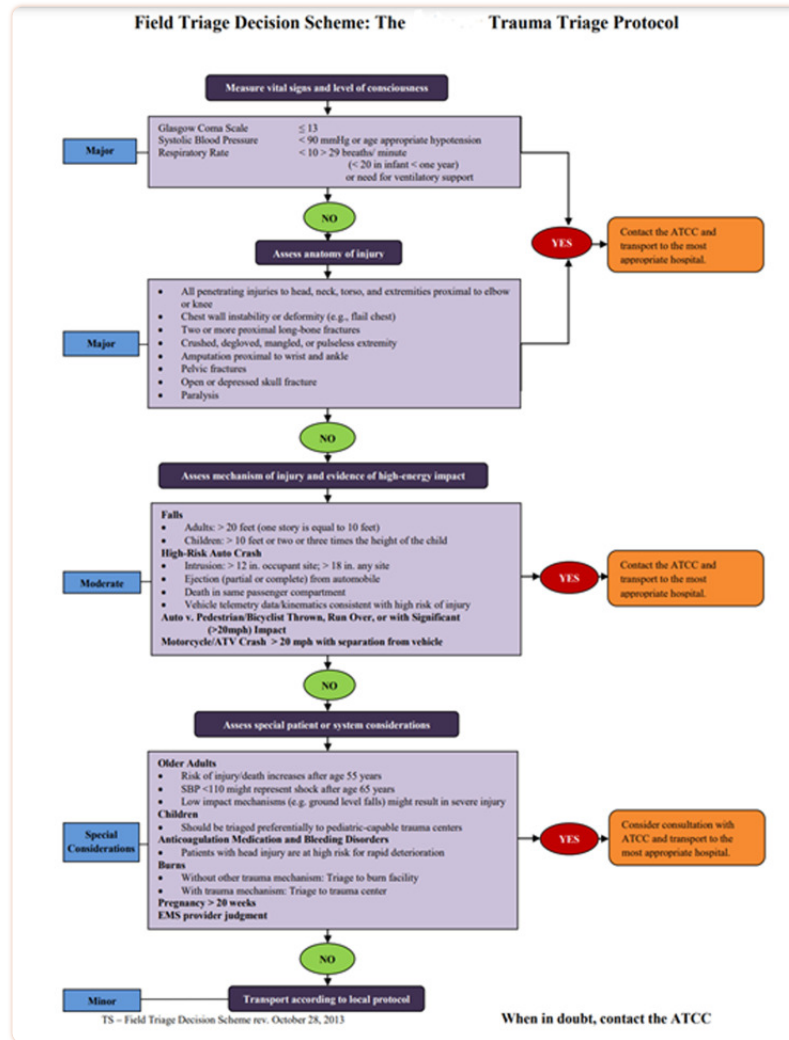 Field Triage Decision Scheme: The Trauma Triage Protocol
Measure vital signs and level of consciousness
Major
Glasgow Coma Scale ≤ 13
Systolic Blood Pressure < 90 mmHg or age appropriate hypotension
Respiratory Rate < 10 > 29 breaths/ minute
(< 20 in infant < one year)
or need for ventilatory support
NO
YES
Contact the ATCC and
transport to the most
appropriate hospital.
Assess anatomy of injury
Major
• All penetrating injuries to head, neck, torso, and extremities proximal to elbow
or knee
• Chest wall instability or deformity (e.g., flail chest)
• Two or more proximal long-bone fractures
• Crushed, degloved, mangled, or pulseless extremity
• Amputation proximal to wrist and ankle
• Pelvic fractures
• Open or depressed skull fracture
• Paralysis
NO
Assess mechanism of injury and evidence of high-energy impact
Moderate
Falls
• Adults: > 20 feet (one story is equal to 10 feet)
• Children: > 10 feet or two or three times the height of the child
High-Risk Auto Crash
• Intrusion: > 12 in. occupant site; > 18 in. any site
• Ejection (partial or complete) from automobile
• Death in same passenger compartment
• Vehicle telemetry data/kinematics consistent with high risk of injury
Auto v. Pedestrian/Bicyclist Thrown, Run Over, or with Significant
(>20mph) Impact
Motorcycle/ATV Crash > 20 mph with separation from vehicle
YES
Contact the ATCC and
transport to the most
appropriate hospital.
NO
Assess special patient or system considerations
Special
Considerations
Older Adults
• Risk of injury/death increases after age 55 years
• SBP <110 might represent shock after age 65 years
• Low impact mechanisms (e.g. ground level falls) might result in severe injury
Children
• Should be triaged preferentially to pediatric-capable trauma centers
Anticoagulation Medication and Bleeding Disorders
• Patients with head injury are at high risk for rapid deterioration
Burns
• Without other trauma mechanism: Triage to burn facility
• With trauma mechanism: Triage to trauma center
Pregnancy > 20 weeks
EMS provider judgment
YES
Consider consultation with
ATCC and transport to the
most appropriate hospital.
NO
Minor
Transport according to local protocol
TS – Field Triage Decision Scheme rev. October 28, 2013
When in doubt, contact the ATCC